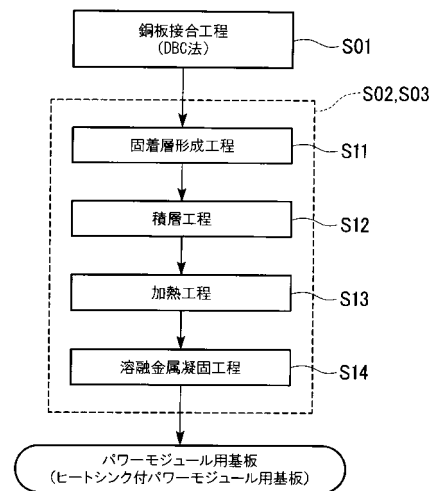 銅板接合工程
(DBC法)
S01
S02,S03
固着層形成工程
S11
積層工程
S12
加熱工程
S13
溶融金属凝固工程
S14
パワーモジュール用基板
(ヒートシンク付パワーモジュール用基板)